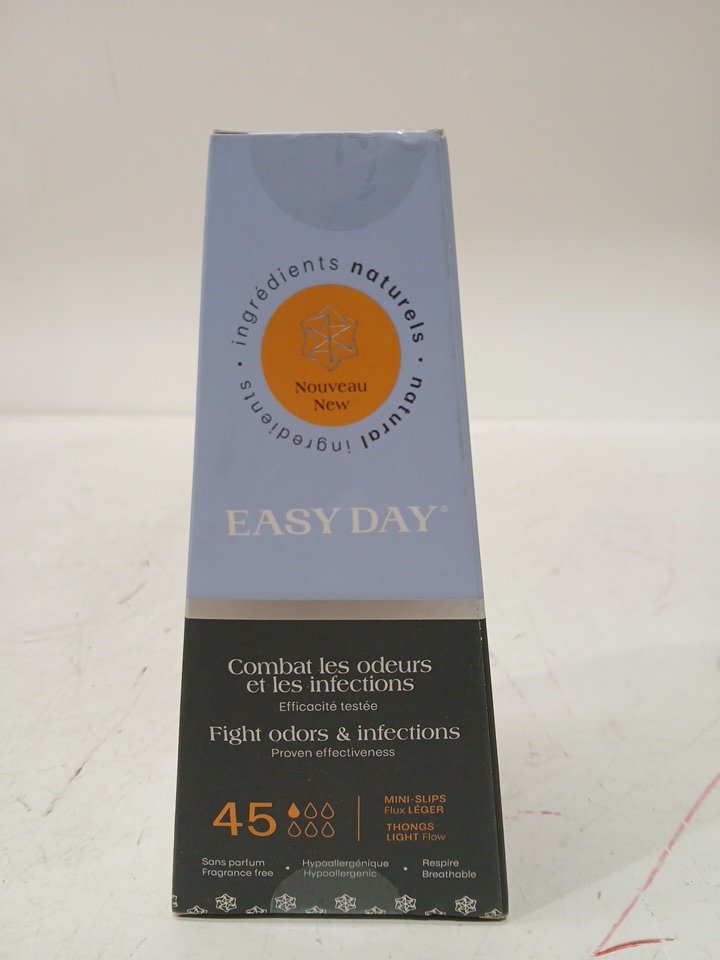 ingrédients naturels • natural ingredients •
Nouveau
New
EASY DAY®
Combat les odeurs
et les infections
Efficacité testée
Fight odors & infections
Proven effectiveness
45
MINI-SLIPS
Flux LÉGER
THONGS
LIGHT Flow
Sans parfum • Hypoallergénique • Respire
Fragrance free Hypoallergenic Breathable